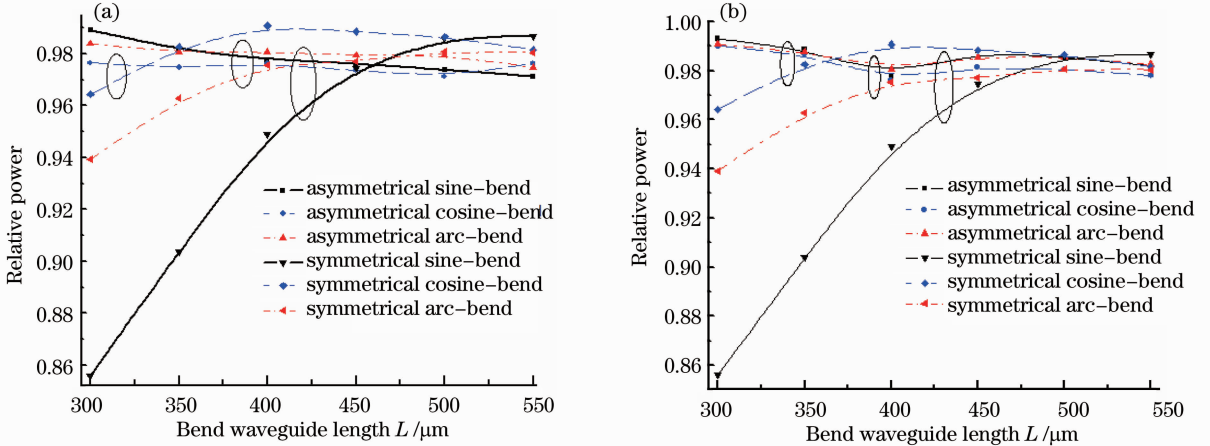 (a)
0.98
0.96
0.94
0.92
0.90
0.88
0.86
Relative power
asymmetrical sine−bend
asymmetrical cosine−bend
asymmetrical arc−bend
symmetrical sine−bend
symmetrical cosine−bend
symmetrical arc−bend
300 350 400 450 500 550
Bend waveguide length L /μm
(b)
1.00
0.98
0.96
0.94
0.92
0.90
0.88
0.86
Relative power
asymmetrical sine−bend
asymmetrical cosine−bend
asymmetrical arc−bend
symmetrical sine−bend
symmetrical cosine−bend
symmetrical arc−bend
300 350 400 450 500 550
Bend waveguide length L /μm